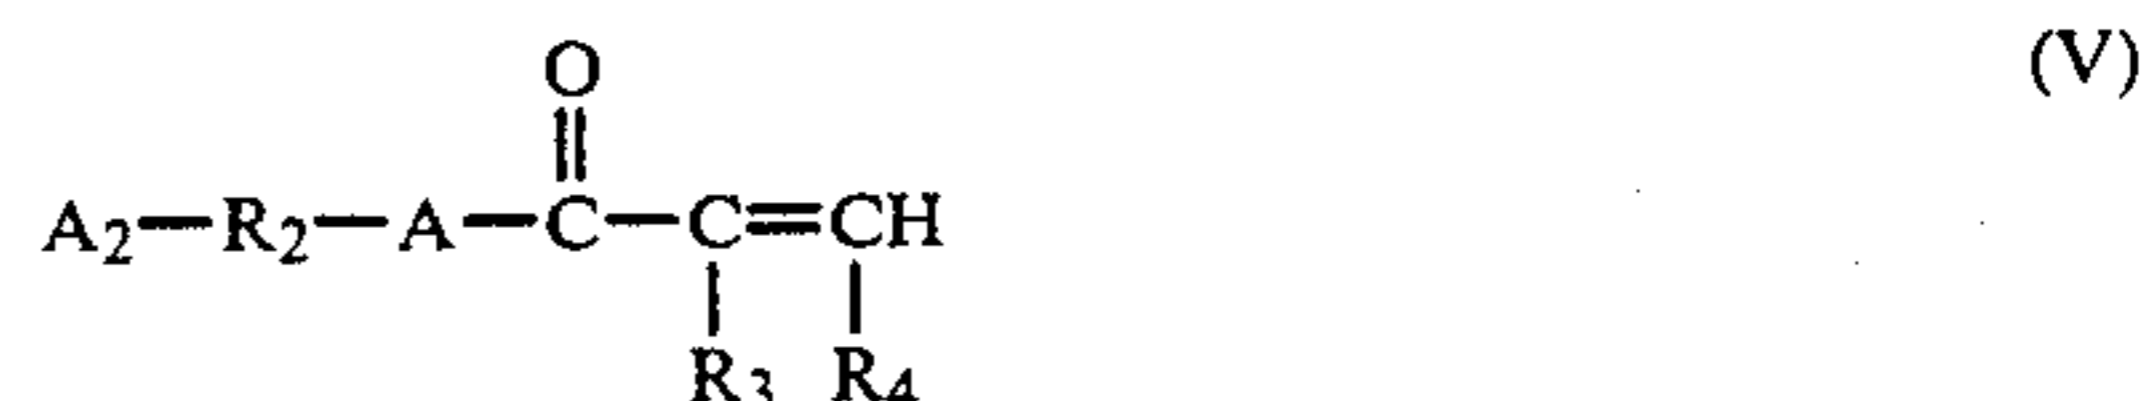 O (V)
A₂—R₂—A—C—C=CH
R₃ R₄